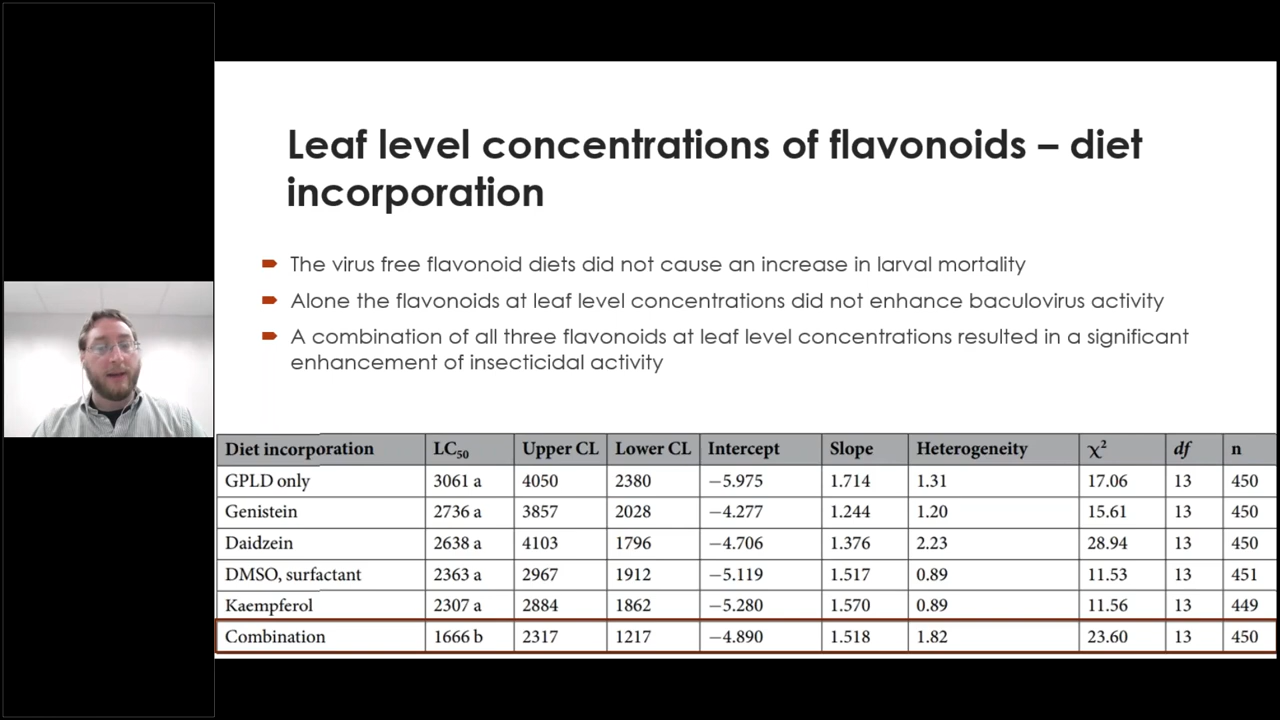 Leaf level concentrations of flavonoids – diet
incorporation
The virus free flavonoid diets did not cause an increase in larval mortality
Alone the flavonoids at leaf level concentrations did not enhance baculovirus activity
A combination of all three flavonoids at leaf level concentrations resulted in a significant
enhancement of insecticidal activity
Diet incorporation LC50 Upper CL Lower CL Intercept Slope Heterogeneity χ² df n
GPLD only 3061 a 4050 2380 −5.975 1.714 1.31 17.06 13 450
Genistein 2736 a 3857 2028 −4.277 1.244 1.20 15.61 13 450
Daidzein 2638 a 4103 1796 −4.706 1.376 2.23 28.94 13 450
DMSO, surfactant 2363 a 2967 1912 −5.119 1.517 0.89 11.53 13 451
Kaempferol 2307 a 2884 1862 −5.280 1.570 0.89 11.56 13 449
Combination 1666 b 2317 1217 −4.890 1.518 1.82 23.60 13 450